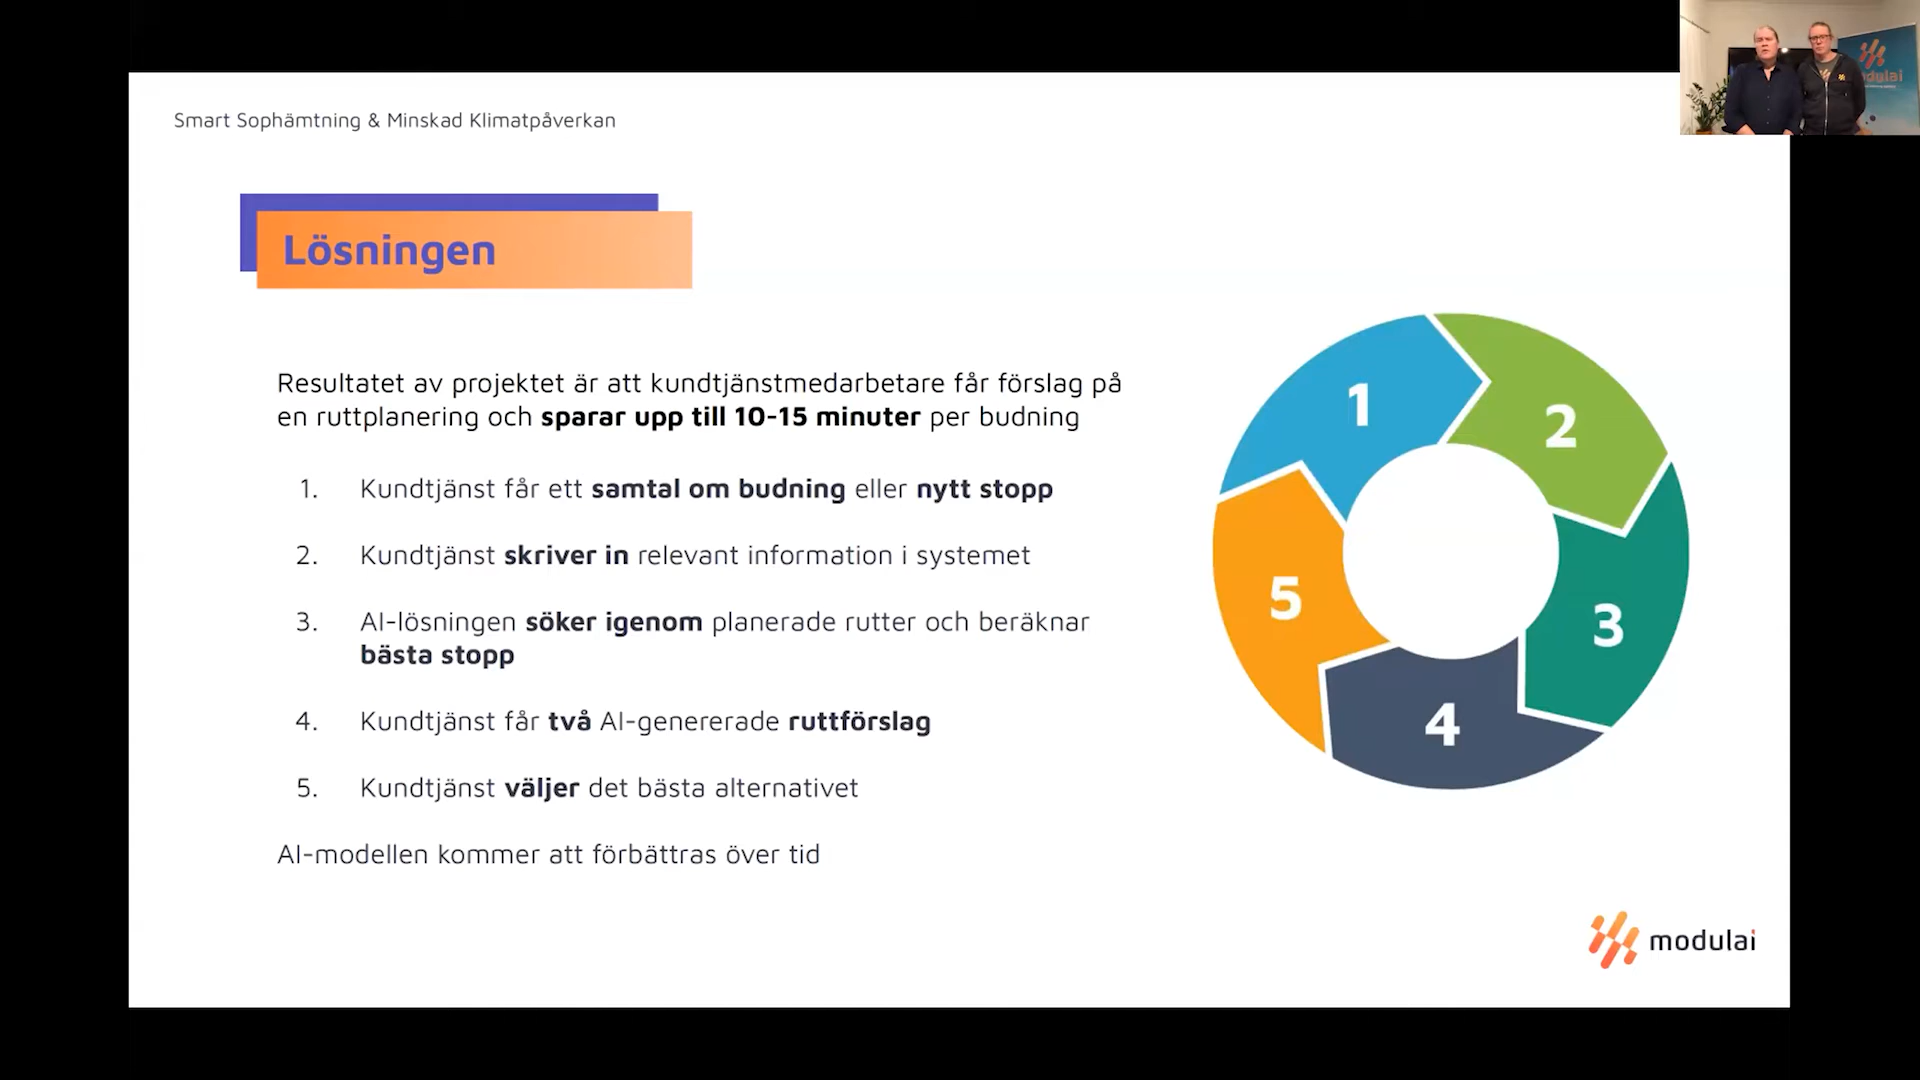 Smart Sophämtning & Minskad Klimatpåverkan
Lösningen
Resultatet av projektet är att kundtjänstmedarbetare får förslag på
en ruttplanering och sparar upp till 10-15 minuter per budning
1. Kundtjänst får ett samtal om budning eller nytt stopp
2. Kundtjänst skriver in relevant information i systemet
3. AI-lösningen söker igenom planerade rutter och beräknar
bästa stopp
4. Kundtjänst får två AI-genererade ruttförslag
5. Kundtjänst väljer det bästa alternativet
AI-modellen kommer att förbättras över tid
1
2
3
4
5
modulai